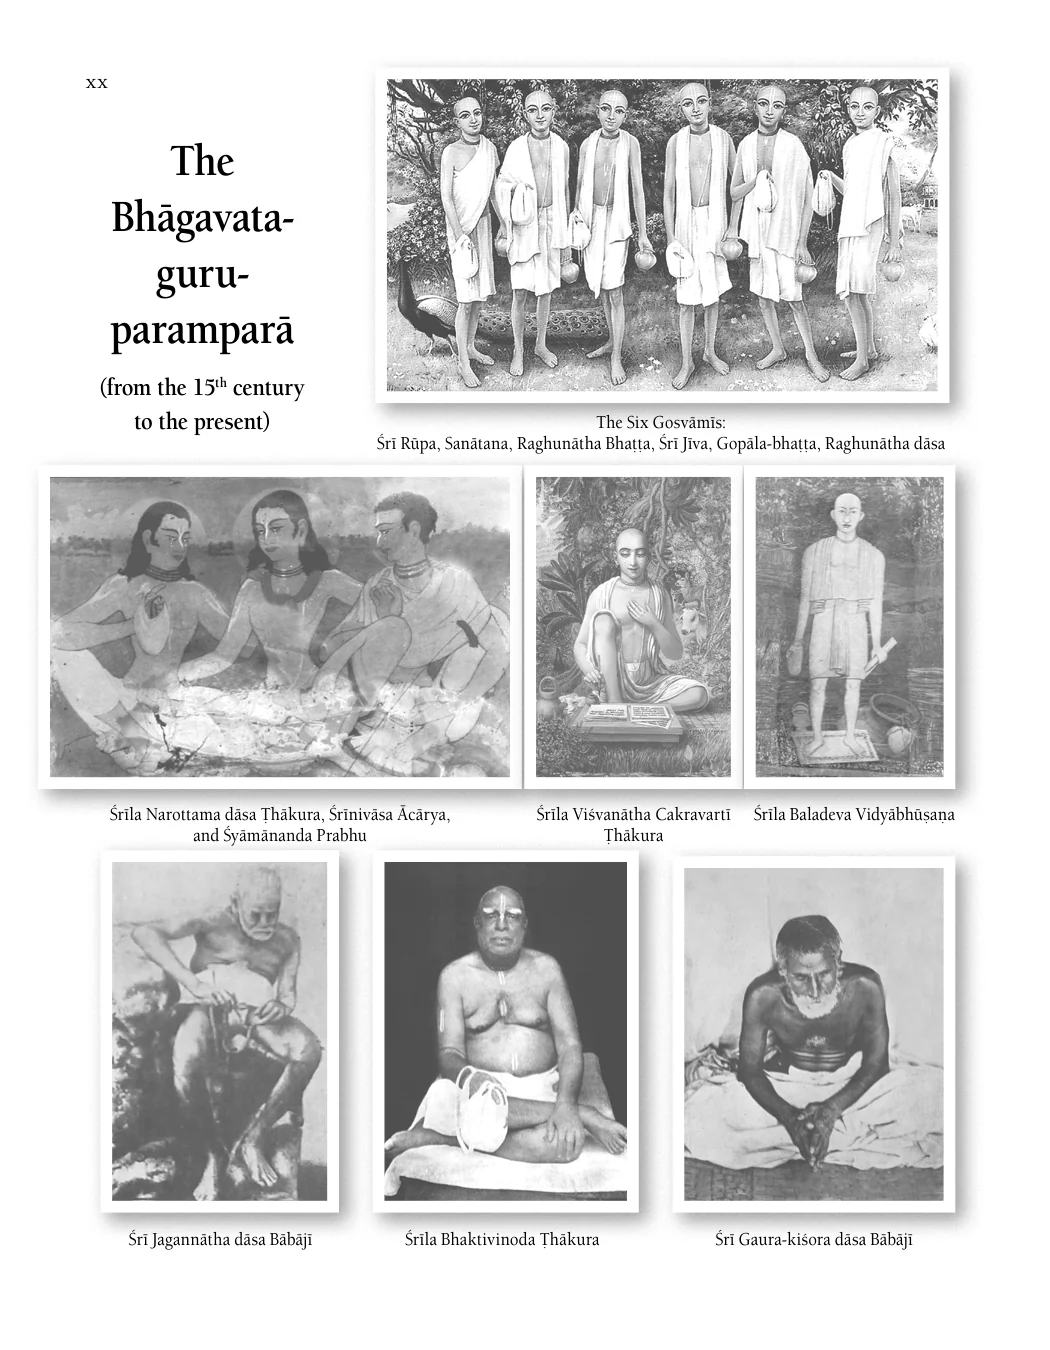 xx
The
Bhāgavata-
guru-
paramparā
(from the 15th century
to the present)
The Six Gosvāmīs:
Śrī Rūpa, Sanātana, Raghunātha Bhaṭṭa, Śrī Jīva, Gopāla-bhaṭṭa, Raghunātha dāsa
Śrīla Narottama dāsa Ṭhākura, Śrīnivāsa Ācārya,
and Śyāmānanda Prabhu
Śrīla Viśvanātha Cakravartī
Ṭhākura
Śrīla Baladeva Vidyābhūṣaṇa
Śrī Jagannātha dāsa Bābājī
Śrīla Bhaktivinoda Ṭhākura
Śrī Gaura-kiśora dāsa Bābājī